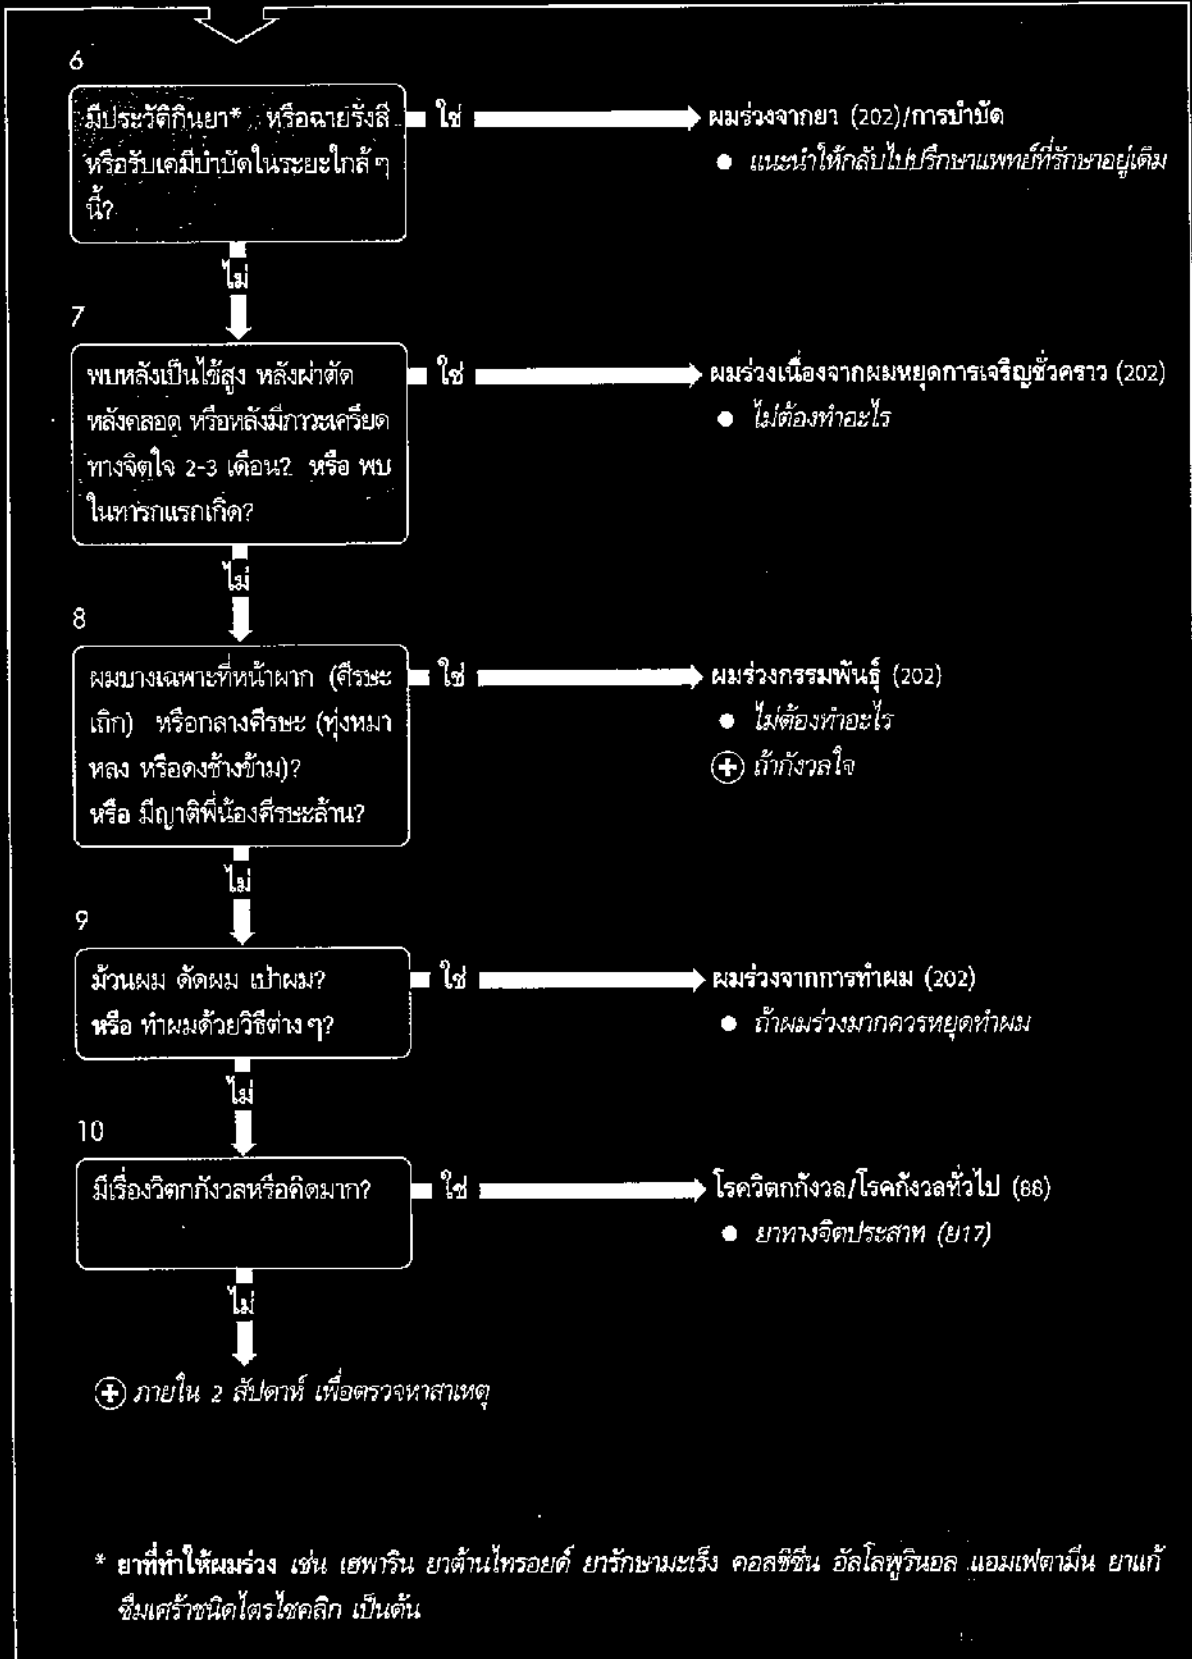 6
มีประวัติกินยา* หรือฉายรังสี
หรือรับเคมีบำบัดในระยะใกล้ ๆ
นี้?
ใช่
ผมร่วงจากยา (202)/การบำบัด
● แนะนำให้กลับไปปรึกษาแพทย์ที่รักษาอยู่เดิม
ไม่
7
พบหลังเป็นไข้สูง หลังผ่าตัด
หลังคลอด หรือหลังมีภาวะเครียด
ทางจิตใจ 2-3 เดือน? หรือ พบ
ในทารกแรกเกิด?
ใช่
ผมร่วงเนื่องจากผมหยุดการเจริญชั่วคราว (202)
● ไม่ต้องทำอะไร
ไม่
8
ผมบางเฉพาะที่หน้าผาก (ศีรษะ
เถิก) หรือกลางศีรษะ (ทุ่งหมา
หลง หรือดงช้างข้าม)?
หรือ มีญาติพี่น้องศีรษะล้าน?
ใช่
ผมร่วงกรรมพันธุ์ (202)
● ไม่ต้องทำอะไร
⊕ ถ้ากังวลใจ
ไม่
9
ม้วนผม ดัดผม เป่าผม?
หรือ ทำผมด้วยวิธีต่าง ๆ?
ใช่
ผมร่วงจากการทำผม (202)
● ถ้าผมร่วงมากควรหยุดทำผม
ไม่
10
มีเรื่องวิตกกังวลหรือคิดมาก?
ใช่
โรควิตกกังวล/โรคกังวลทั่วไป (88)
● ยาทางจิตประสาท (ย17)
ไม่
⊕ ภายใน 2 สัปดาห์ เพื่อตรวจหาสาเหตุ
* ยาที่ทำให้ผมร่วง เช่น เฮพาริน ยาต้านไทรอยด์ ยารักษามะเร็ง คอลชิซีน อัลโลพูรินอล แอมเฟตามีน ยาแก้
ซึมเศร้าชนิดไตรไซคลิก เป็นต้น